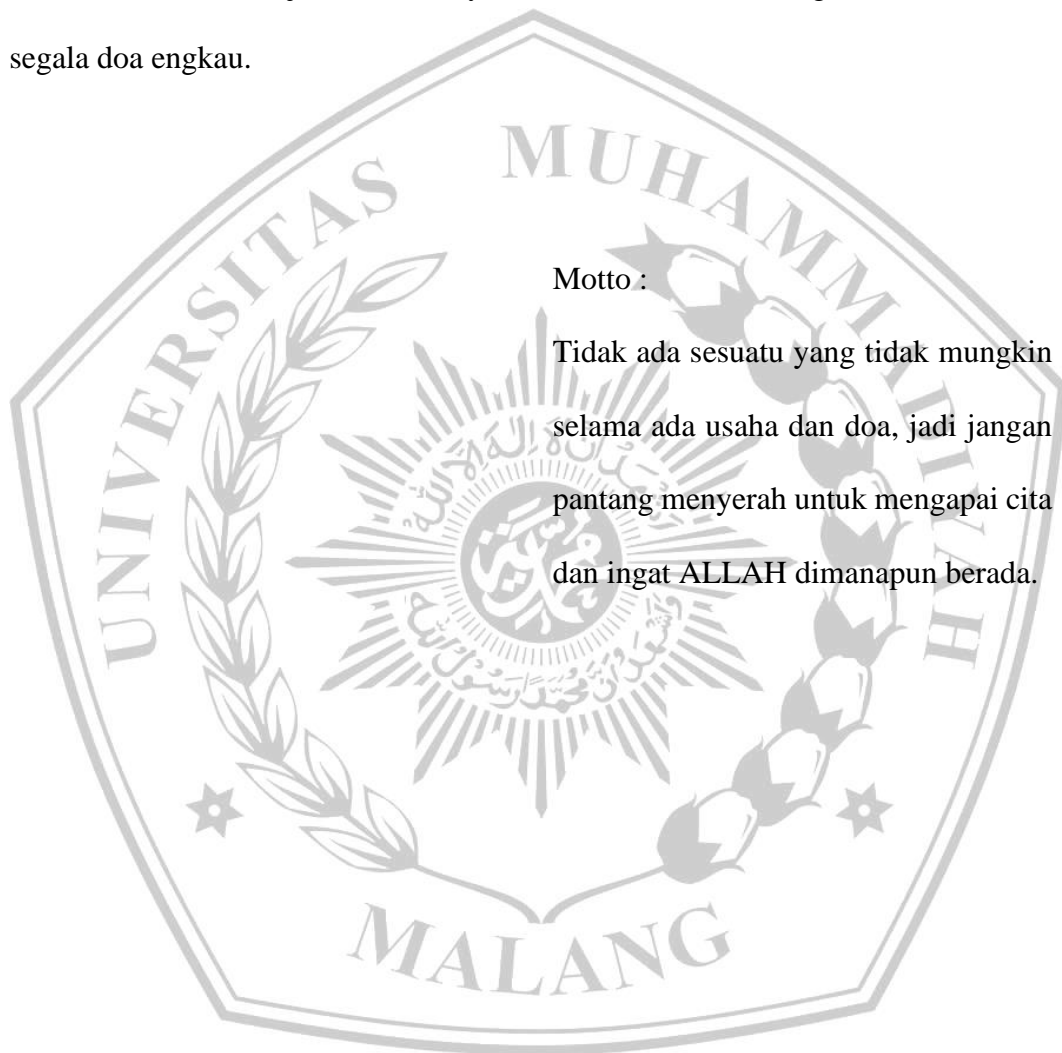 segala doa engkau.
UNIVERSITAS MUHAMMADIYAH
Motto :
Tidak ada sesuatu yang tidak mungkin
selama ada usaha dan doa, jadi jangan
pantang menyerah untuk mengapai cita
dan ingat ALLAH dimanapun berada.
MALANG